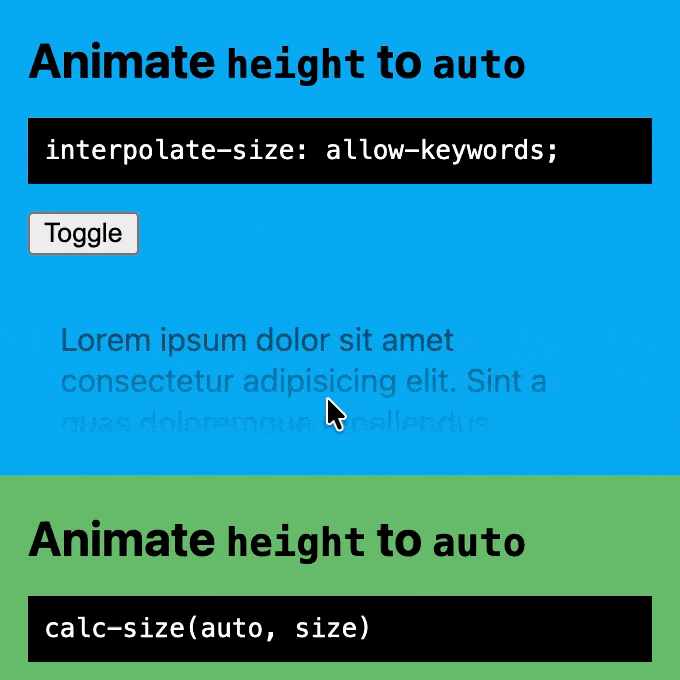 Animate height to auto
interpolate-size: allow-keywords;
Toggle
Lorem ipsum dolor sit amet
consectetur adipisicing elit. Sint a
quas doloremque repellendus
Animate height to auto
calc-size(auto, size)